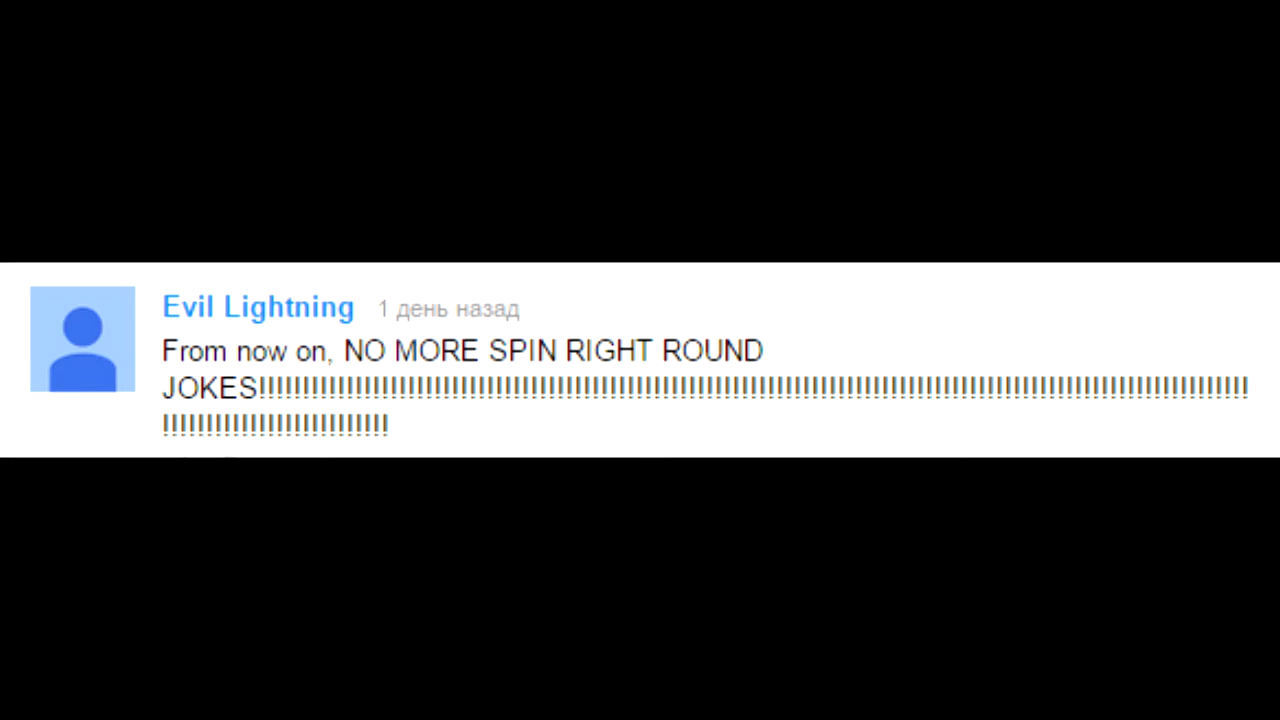 Evil Lightning 1 день назад
From now on, NO MORE SPIN RIGHT ROUND
JOKES!!!!!!!!!!!!!!!!!!!!!!!!!!!!!!!!!!!!!!!!!!!!!!!!!!!!!!!!!!!!!!!!!!!!!!!!!!!!!!!!!!!!!!!!!!!!!!!!!!!!!!!!!!!!!!!!!
!!!!!!!!!!!!!!!!!!!!!!!!!!